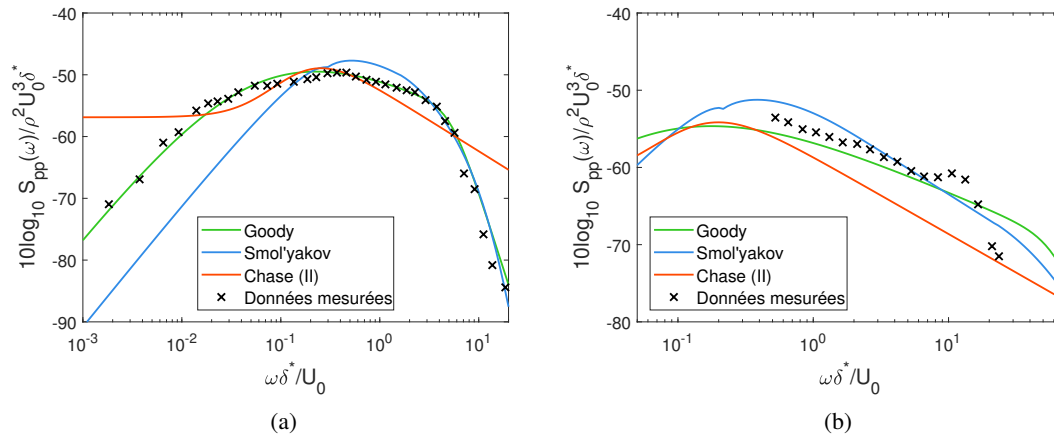 -40
-50
-60
-70
-80
-90
10log10 Spp(ω)/ρ²U0³δ*
Goody
Smol'yakov
Chase (II)
Données mesurées
10⁻³
10⁻²
10⁻¹
10⁰
10¹
ωδ*/U0
(a)
-40
-50
-60
-70
-80
10log10 Spp(ω)/ρ²U0³δ*
Goody
Smol'yakov
Chase (II)
Données mesurées
10⁻¹
10⁰
10¹
ωδ*/U0
(b)